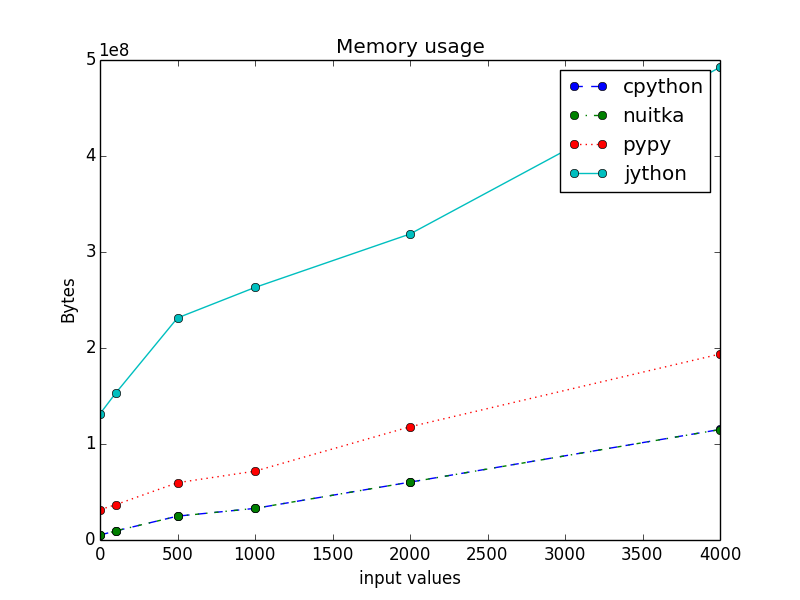 Memory usage
1e8
5
4
3
2
1
0
Bytes
cpython
nuitka
pypy
jython
0 500 1000 1500 2000 2500 3000 3500 4000
input values